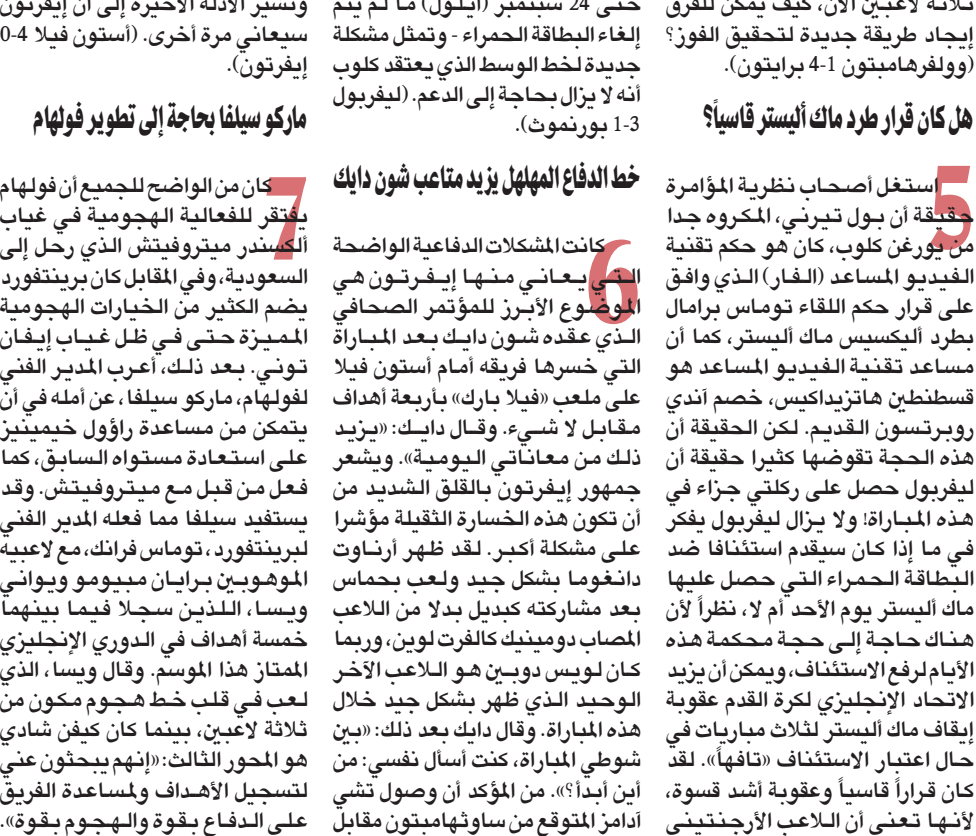 ثلاثة لاعبين الآن، كيف يمكن للفرق
إيجاد طريقة جديدة لتحقيق الفوز؟
(وولفرهامبتون 1-4 برايتون).
هل كان قرار طرد ماك أليستر قاسياً؟
5
استغل أصحاب نظرية المؤامرة
حقيقة أن بول تيرني، المكروه جدا
من يورغن كلوب، كان هو حكم تقنية
الفيديو المساعد (الفار) الذي وافق
على قرار حكم اللقاء توماس برامال
بطرد أليكسيس ماك أليستر، كما أن
مساعد تقنية الفيديو المساعد هو
قسطنطين هاتزيداكيس، خصم آندي
روبرتسون القديم. لكن الحقيقة أن
هذه الحجة تقوضها كثيرا حقيقة أن
ليفربول حصل على ركلتي جزاء في
هذه المباراة! ولا يزال ليفربول يفكر
في ما إذا كان سيقدم استئنافا ضد
البطاقة الحمراء التي حصل عليها
ماك أليستر يوم الأحد أم لا، نظراً لأن
هناك حاجة إلى حجة محكمة هذه
الأيام لرفع الاستئناف، ويمكن أن يزيد
الاتحاد الإنجليزي لكرة القدم عقوبة
إيقاف ماك أليستر لثلاث مباريات في
حال اعتبار الاستئناف «تافهاً». لقد
كان قراراً قاسياً وعقوبة أشد قسوة،
لأنها تعني أن اللاعب الأرجنتيني
حتى 24 سبتمبر (أيلول) ما لم يتم
إلغاء البطاقة الحمراء - وتمثل مشكلة
جديدة لخط الوسط الذي يعتقد كلوب
أنه لا يزال بحاجة إلى الدعم. (ليفربول
3-1 بورنموث).
خط الدفاع المهلهل يزيد متاعب شون دايك
6
كانت المشكلات الدفاعية الواضحة
التي يعاني منها إيفرتون هي
الموضوع الأبرز للمؤتمر الصحافي
الذي عقده شون دايك بعد المباراة
التي خسرها فريقه أمام أستون فيلا
على ملعب «فيلا بارك» بأربعة أهداف
مقابل لا شيء. وقال دايك: «يزيد
ذلك من معاناتي اليومية». ويشعر
جمهور إيفرتون بالقلق الشديد من
أن تكون هذه الخسارة الثقيلة مؤشرا
على مشكلة أكبر. لقد ظهر أرناوت
دانغوما بشكل جيد ولعب بحماس
بعد مشاركته كبديل بدلا من اللاعب
المصاب دومينيك كالفرت لوين، وربما
كان لويس دوبين هو اللاعب الآخر
الوحيد الذي ظهر بشكل جيد خلال
هذه المباراة. وقال دايك بعد ذلك: «بين
شوطي المباراة، كنت أسأل نفسي: من
أين أبدأ؟». من المؤكد أن وصول تشي
آدامز المتوقع من ساوثهامبتون مقابل
وتشير الأدلة الأخيرة إلى أن إيفرتون
سيعاني مرة أخرى. (أستون فيلا 4-0
إيفرتون).
ماركو سيلفا بحاجة إلى تطوير فولهام
7
كان من الواضح للجميع أن فولهام
يفتقر للفعالية الهجومية في غياب
ألكسندر ميتروفيتش الذي رحل إلى
السعودية، وفي المقابل كان برينتفورد
يضم الكثير من الخيارات الهجومية
المميزة حتى في ظل غياب إيفان
توني. بعد ذلك، أعرب المدير الفني
لفولهام، ماركو سيلفا، عن أمله في أن
يتمكن من مساعدة راؤول خيمينيز
على استعادة مستواه السابق، كما
فعل من قبل مع ميتروفيتش. وقد
يستفيد سيلفا مما فعله المدير الفني
لبرينتفورد، توماس فرانك، مع لاعبيه
الموهوبين برايان مبيومو ويواني
ويسا، اللذين سجلا فيما بينهما
خمسة أهداف في الدوري الإنجليزي
الممتاز هذا الموسم. وقال ويسا، الذي
لعب في قلب خط هجوم مكون من
ثلاثة لاعبين، بينما كان كيفن شادي
هو المحور الثالث: «إنهم يبحثون عني
لتسجيل الأهداف ولمساعدة الفريق
على الدفاع بقوة والهجوم بقوة».